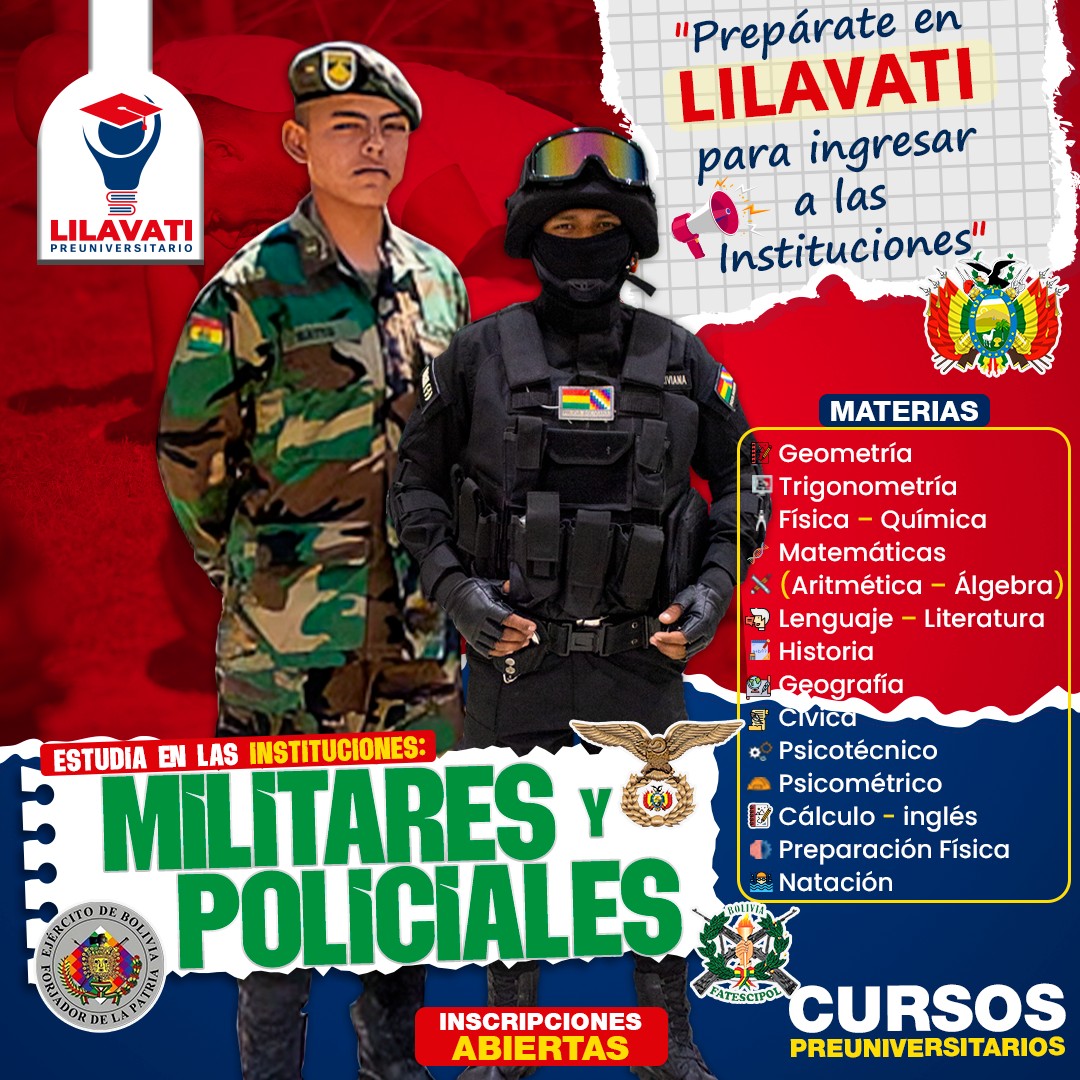 "Prepárate en
LILAVATI
para ingresar
a las
Instituciones"
LILAVATI
PREUNIVERSITARIO
MATERIAS
Geometría
Trigonometría
Física – Química
Matemáticas
(Aritmética – Álgebra)
Lenguaje – Literatura
Historia
Geografía
Cívica
Psicotécnico
Psicométrico
Cálculo - inglés
Preparación Física
Natación
ESTUDIA EN LAS INSTITUCIONES:
MILITARES Y
POLICIALES
EJÉRCITO DE BOLIVIA
FORJADOR DE LA PATRIA
BOLIVIA
FATESCIPOL
INSCRIPCIONES
ABIERTAS
CURSOS
PREUNIVERSITARIOS